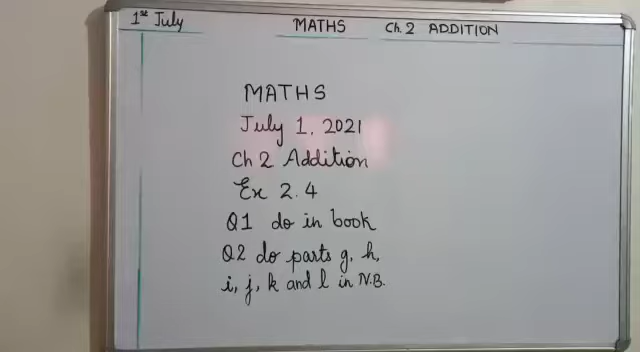 1st July MATHS Ch. 2 ADDITION
MATHS
July 1, 2021
Ch 2 Addition
Ex 2.4
Q1 do in book
Q2 do parts g, h,
i, j, k and l in N.B.